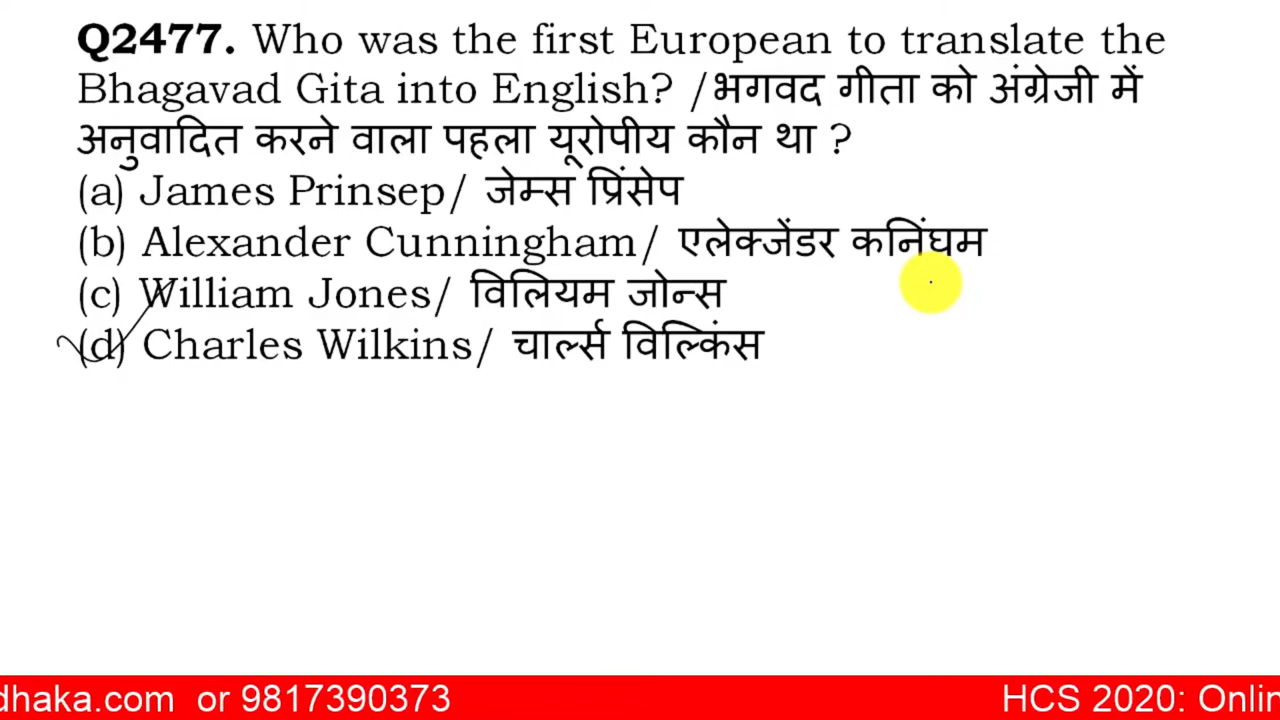 Q2477. Who was the first European to translate the
Bhagavad Gita into English? /भगवद गीता को अंग्रेजी में
अनुवादित करने वाला पहला यूरोपीय कौन था ?
(a) James Prinsep/ जेम्स प्रिंसेप
(b) Alexander Cunningham/ एलेक्जेंडर कनिंघम
(c) William Jones/ विलियम जोन्स
(d) Charles Wilkins/ चार्ल्स विल्किंस
dhaka.com or 9817390373 HCS 2020: Onlin